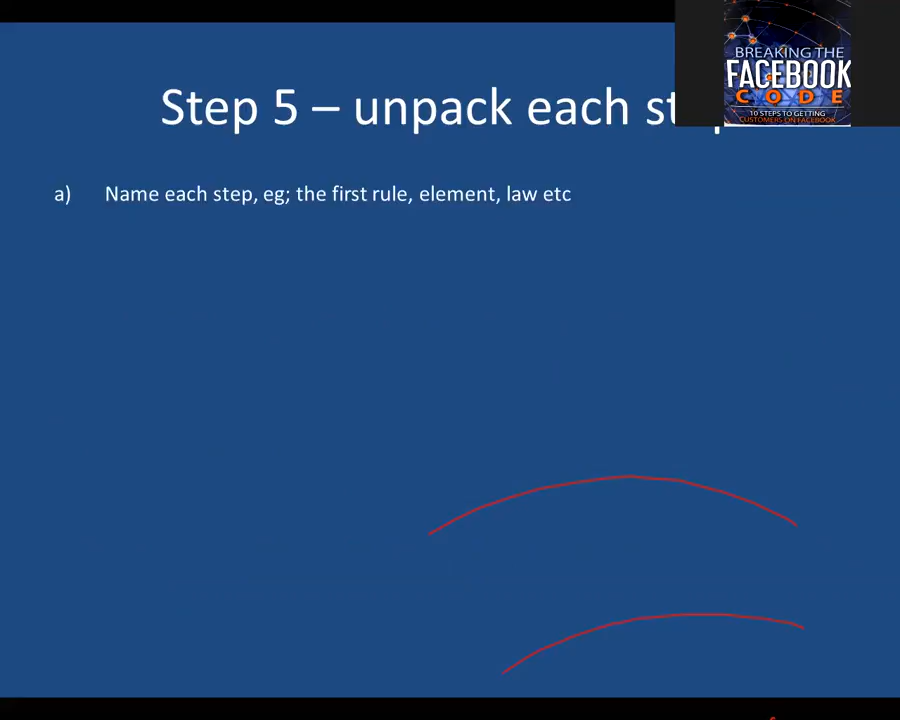 BREAKING THE
FACEBOOK
CODE
10 STEPS TO GETTING
CUSTOMERS ON FACEBOOK
Step 5 – unpack each
a) Name each step, eg; the first rule, element, law etc